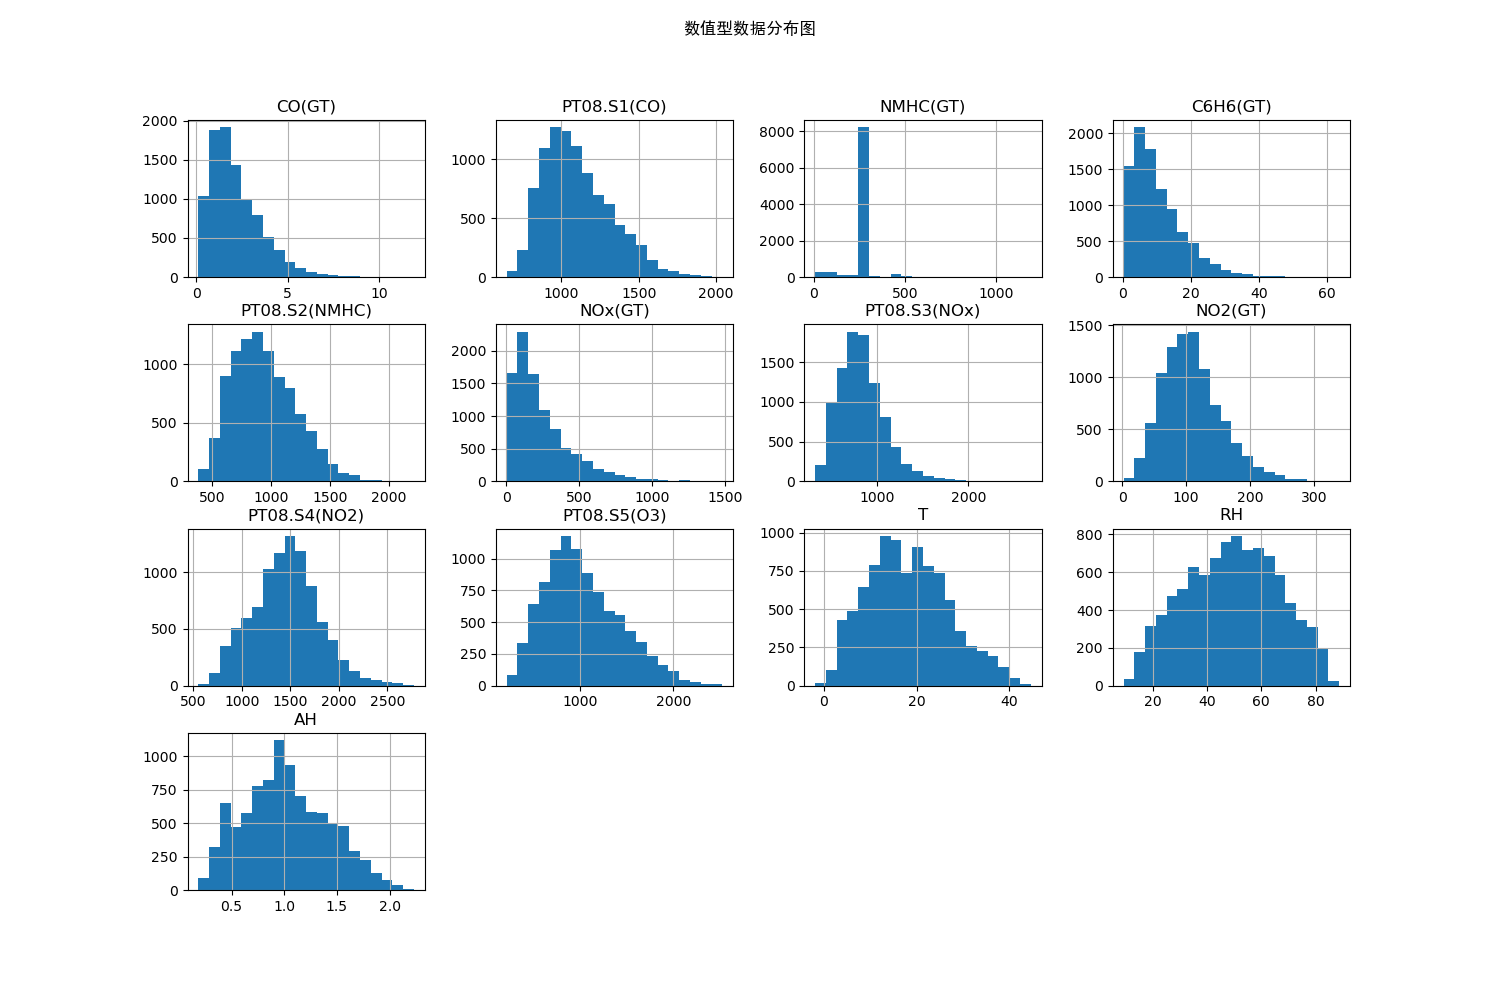 数值型数据分布图
CO(GT) PT08.S1(CO) NMHC(GT) C6H6(GT)
2000 1500 1000 500 0
0 5 10
1000 500 0
1000 1500 2000
8000 6000 4000 2000 0
0 500 1000
2000 1500 1000 500 0
0 20 40 60
PT08.S2(NMHC) NOx(GT) PT08.S3(NOx) NO2(GT)
1000 500 0
500 1000 1500 2000
2000 1500 1000 500 0
0 500 1000 1500
1500 1000 500 0
1000 2000
1500 1000 500 0
0 100 200 300
PT08.S4(NO2) PT08.S5(O3) T RH
1000 500 0
500 1000 1500 2000 2500
1000 750 500 250 0
1000 2000
1000 750 500 250 0
0 20 40
800 600 400 200 0
20 40 60 80
AH
1000 750 500 250 0
0.5 1.0 1.5 2.0